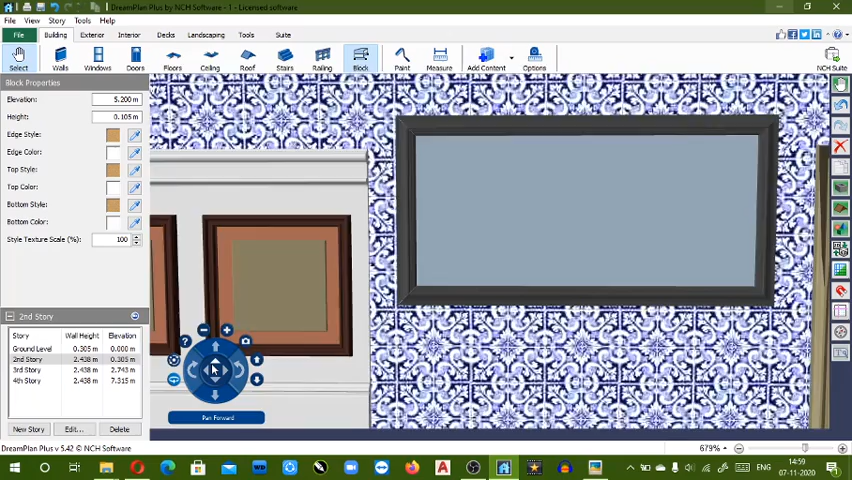 DreamPlan Plus by NCH Software - 1 - Licensed software
File View Story Tools Help
File Building Exterior Interior Decks Landscaping Tools Suite
Select Walls Windows Doors Floors Roof Ceiling Stairs Railing Block Paint Measure Add Content Options NCH Suite
Block Properties
Elevation: 5.200 m
Height: 0.105 m
Edge Style:
Edge Color:
Top Style:
Top Color:
Bottom Style:
Bottom Color:
Style Texture Scale (%): 100
2nd Story
Story Wall Height Elevation
Ground Level 0.305 m 0.000 m
2nd Story 2.438 m 0.305 m
3rd Story 2.438 m 2.743 m
4th Story 2.438 m 7.315 m
New Story Edit... Delete
Pan Forward
DreamPlan Plus v 5.42 © NCH Software
679%
ENG
14:59
07-11-2020